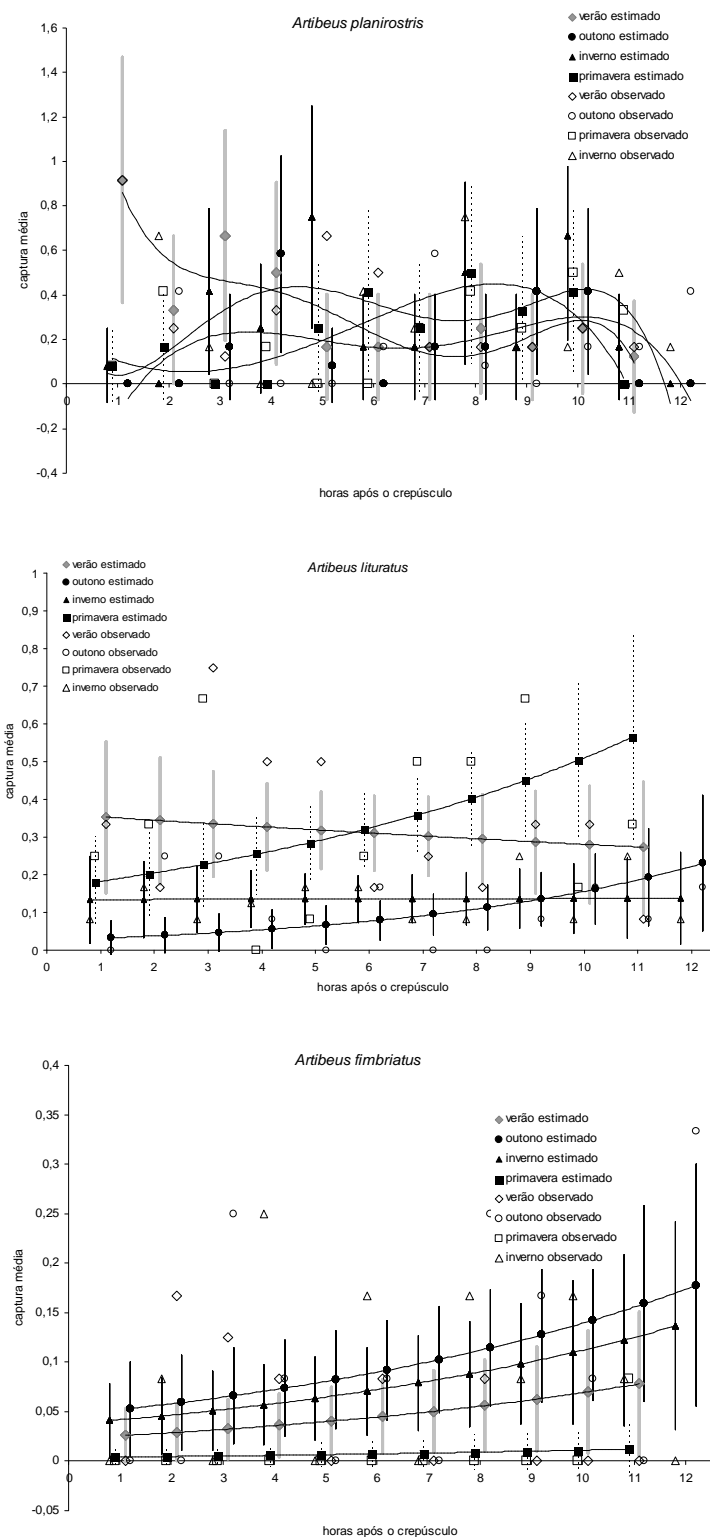 Artibeus planirostris
verão estimado
outono estimado
inverno estimado
primavera estimado
verão observado
outono observado
primavera observado
inverno observado
1,6
1,4
1,2
1
0,8
0,6
0,4
0,2
0
-0,2
-0,4
captura média
0 1 2 3 4 5 6 7 8 9 10 11 12
horas após o crepúsculo
Artibeus lituratus
verão estimado
outono estimado
inverno estimado
primavera estimado
verão observado
outono observado
primavera observado
inverno observado
1
0,9
0,8
0,7
0,6
0,5
0,4
0,3
0,2
0,1
0
captura média
0 1 2 3 4 5 6 7 8 9 10 11 12
horas após o crepúsculo
Artibeus fimbriatus
verão estimado
outono estimado
inverno estimado
primavera estimado
verão observado
outono observado
primavera observado
inverno observado
0,4
0,35
0,3
0,25
0,2
0,15
0,1
0,05
0
-0,05
captura média
0 1 2 3 4 5 6 7 8 9 10 11 12
horas após o crepúsculo